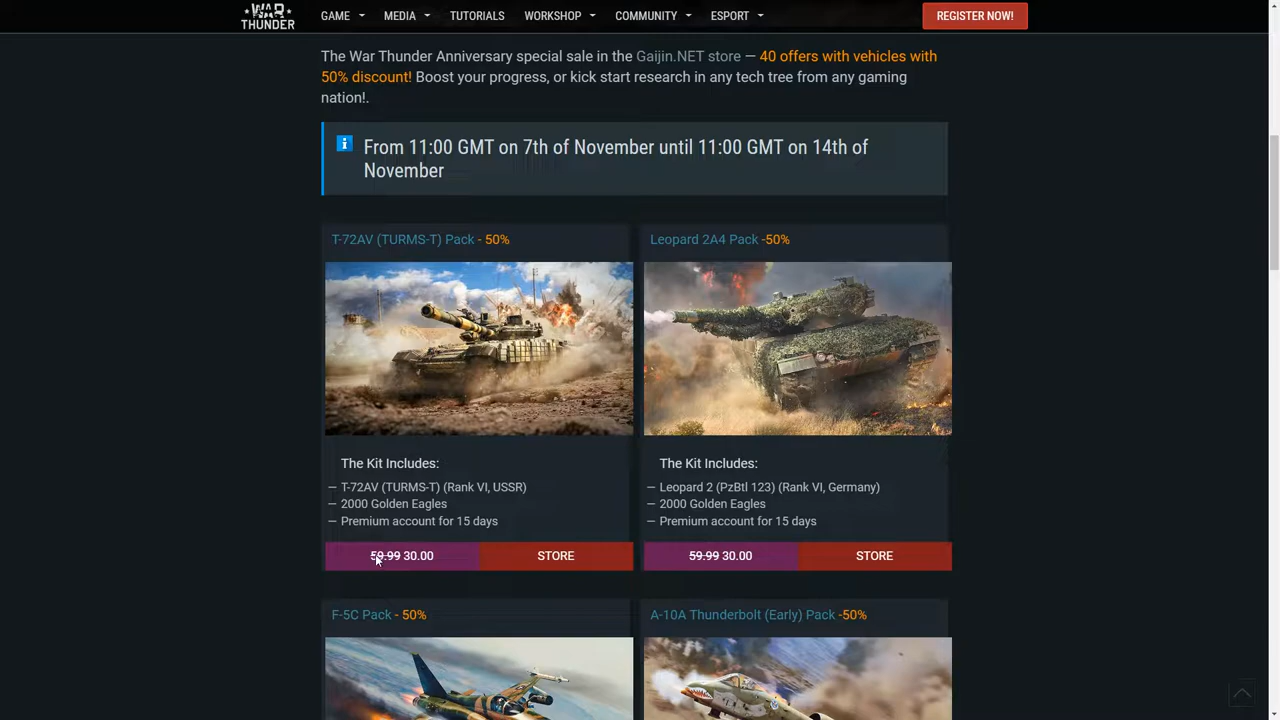 WAR
THUNDER
GAME
MEDIA
TUTORIALS
WORKSHOP
COMMUNITY
ESPORT
REGISTER NOW!
The War Thunder Anniversary special sale in the Gaijin.NET store — 40 offers with vehicles with
50% discount! Boost your progress, or kick start research in any tech tree from any gaming
nation!.
From 11:00 GMT on 7th of November until 11:00 GMT on 14th of
November
T-72AV (TURMS-T) Pack - 50%
The Kit Includes:
— T-72AV (TURMS-T) (Rank VI, USSR)
— 2000 Golden Eagles
— Premium account for 15 days
59.99 30.00
STORE
Leopard 2A4 Pack -50%
The Kit Includes:
— Leopard 2 (PzBtl 123) (Rank VI, Germany)
— 2000 Golden Eagles
— Premium account for 15 days
59.99 30.00
STORE
F-5C Pack - 50%
A-10A Thunderbolt (Early) Pack -50%